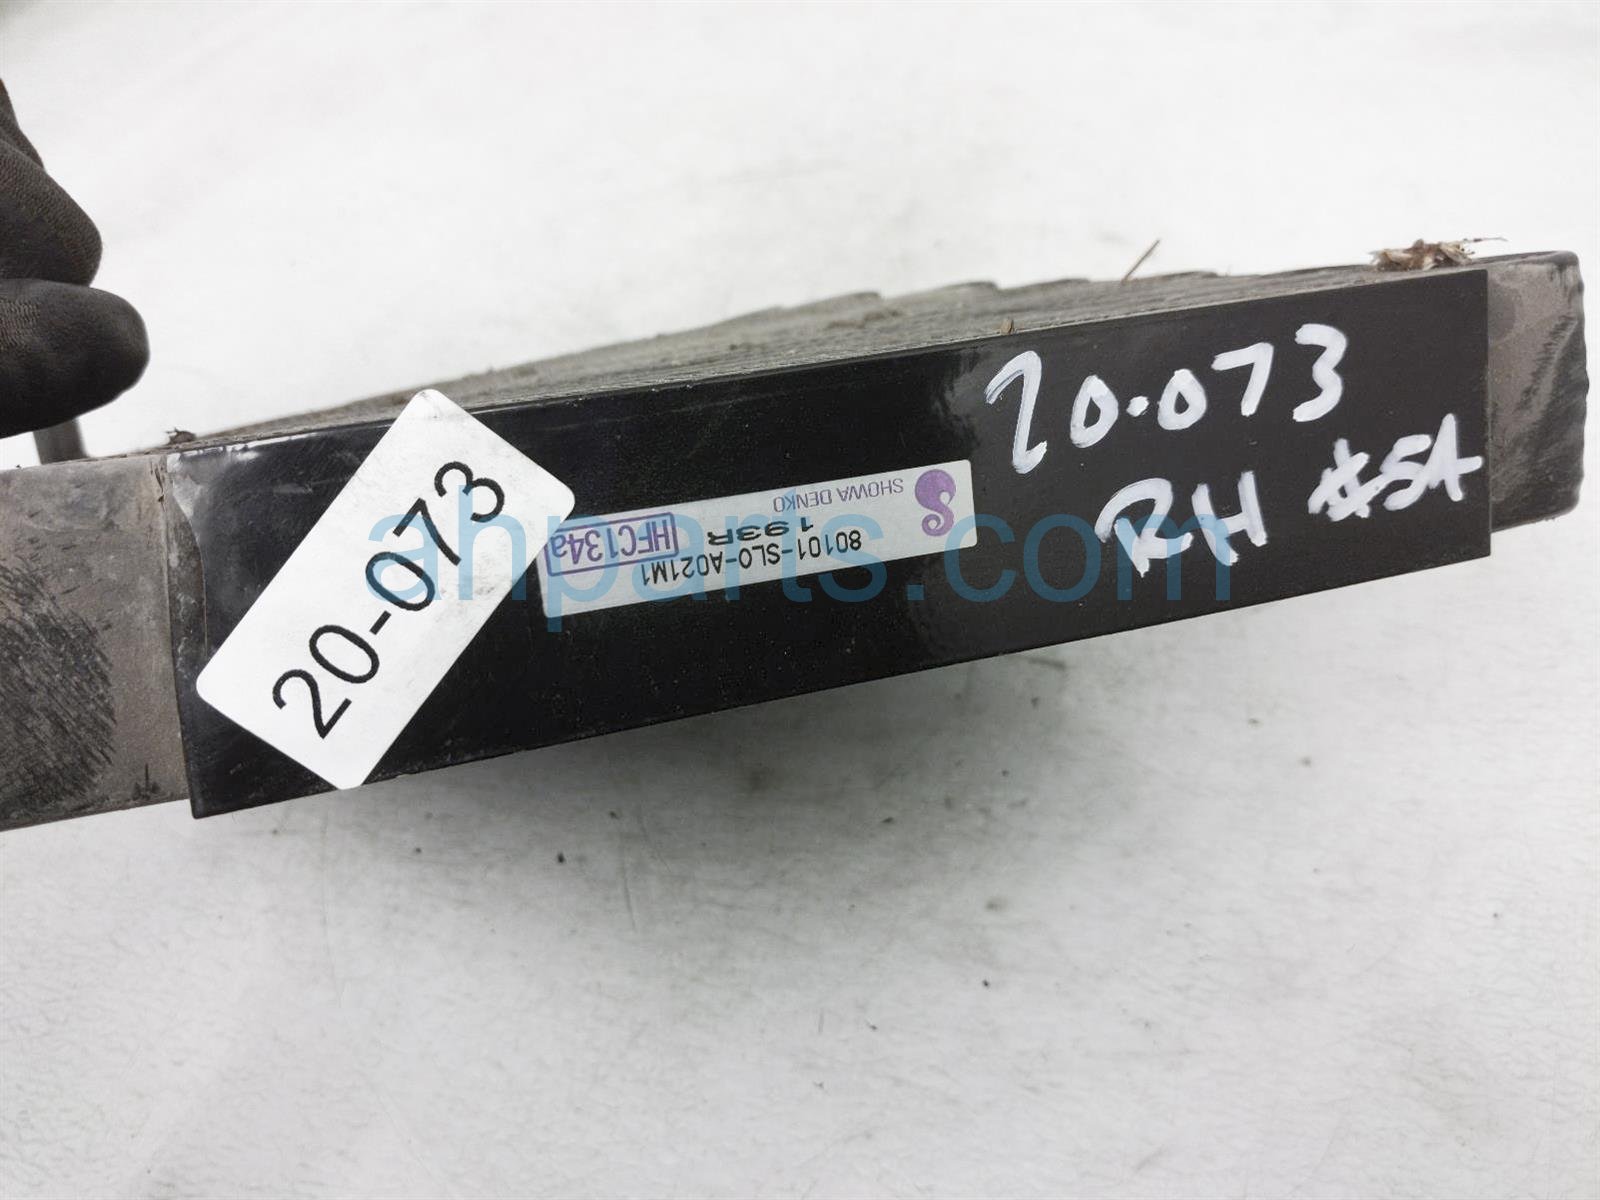 20.073
RH #5A
20-073
SHOWA DENKO
80101-SL0-A021M1
193R
HFC134a
ahparts.com